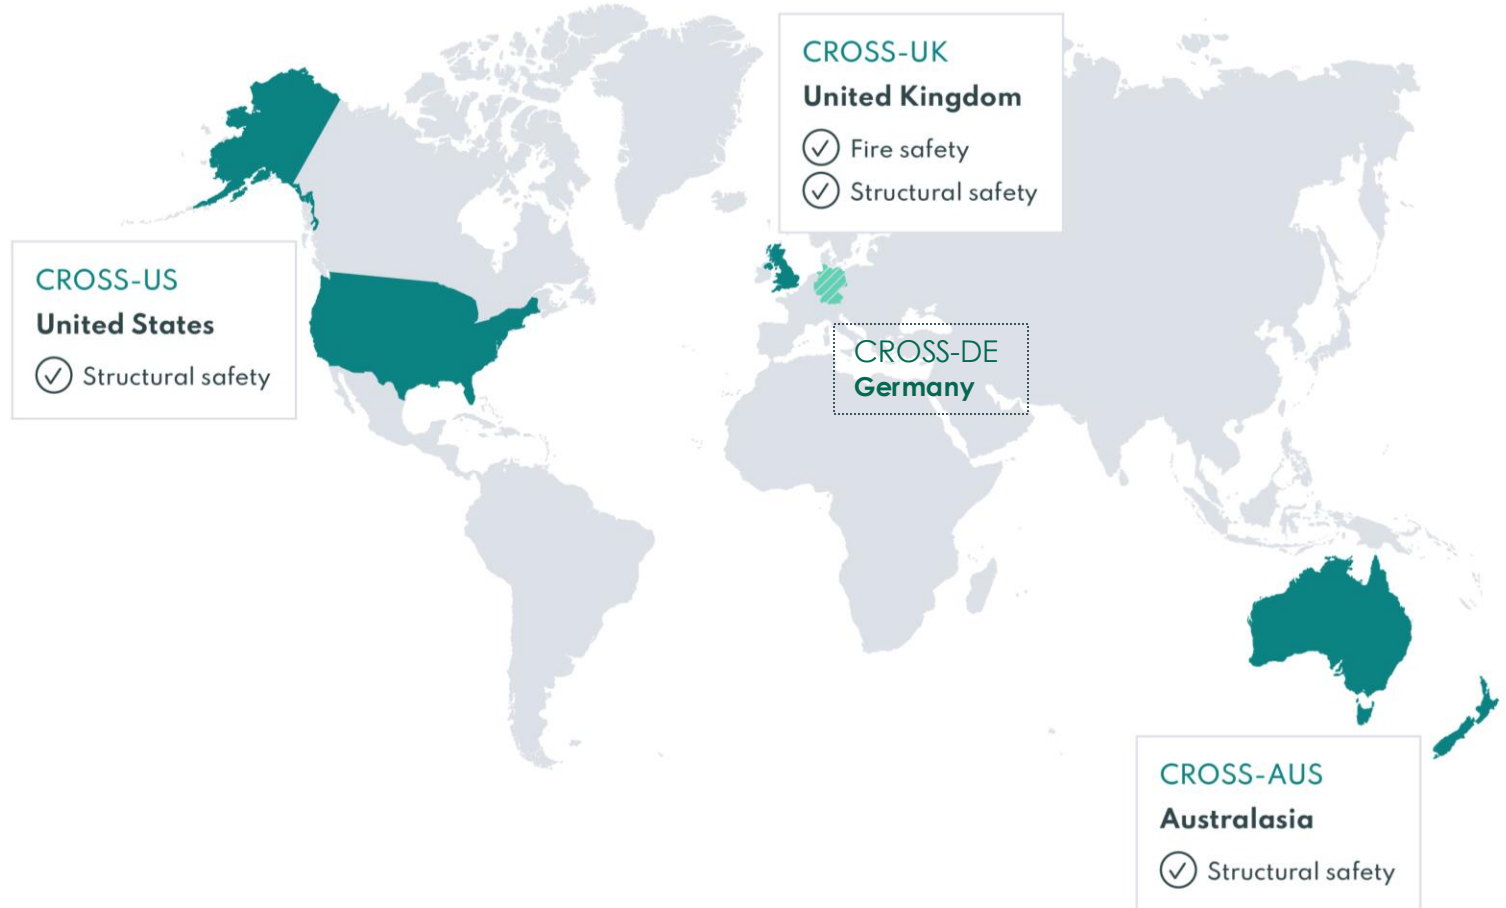 CROSS-UK
United Kingdom
Fire safety
Structural safety
CROSS-US
United States
Structural safety
CROSS-DE
Germany
CROSS-AUS
Australasia
Structural safety